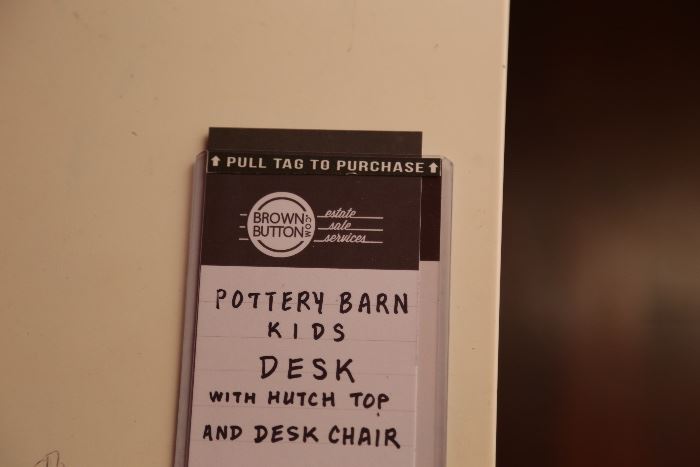 PULL TAG TO PURCHASE
BROWN
BUTTON
.COM
estate
sale
services
POTTERY BARN
KIDS
DESK
WITH HUTCH TOP
AND DESK CHAIR